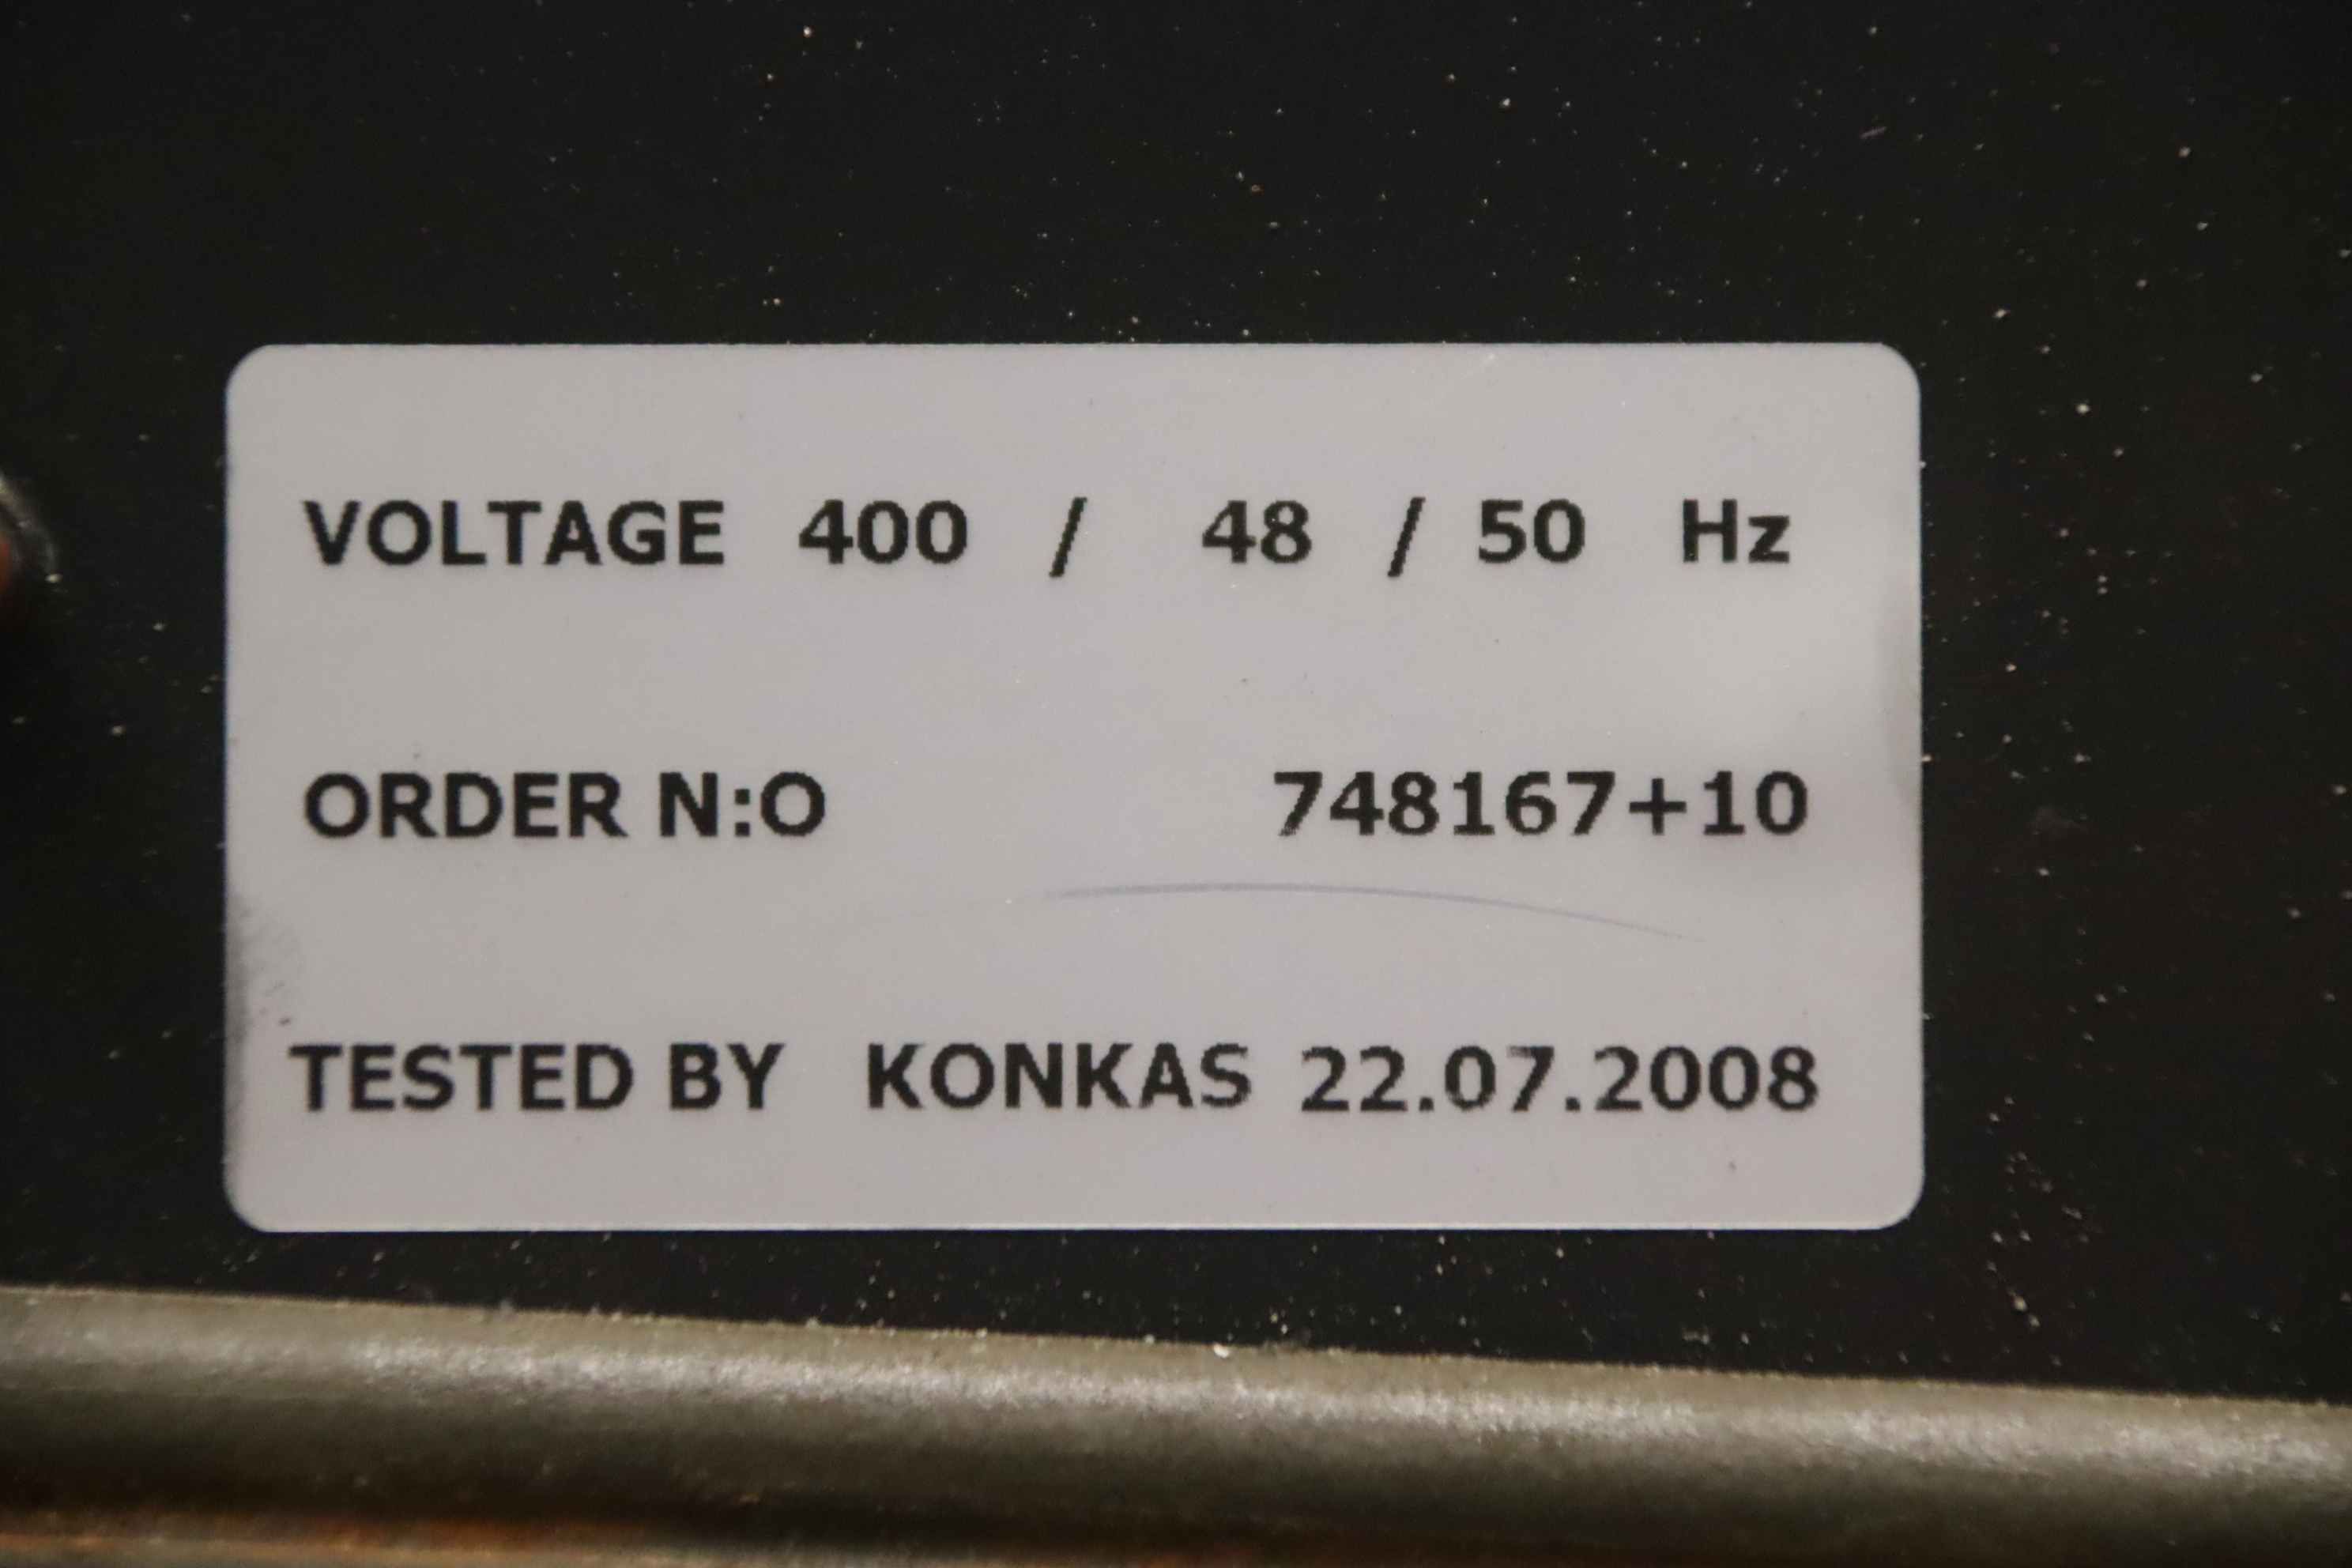 VOLTAGE 400 / 48 / 50 Hz
ORDER N:O 748167+10
TESTED BY KONKAS 22.07.2008